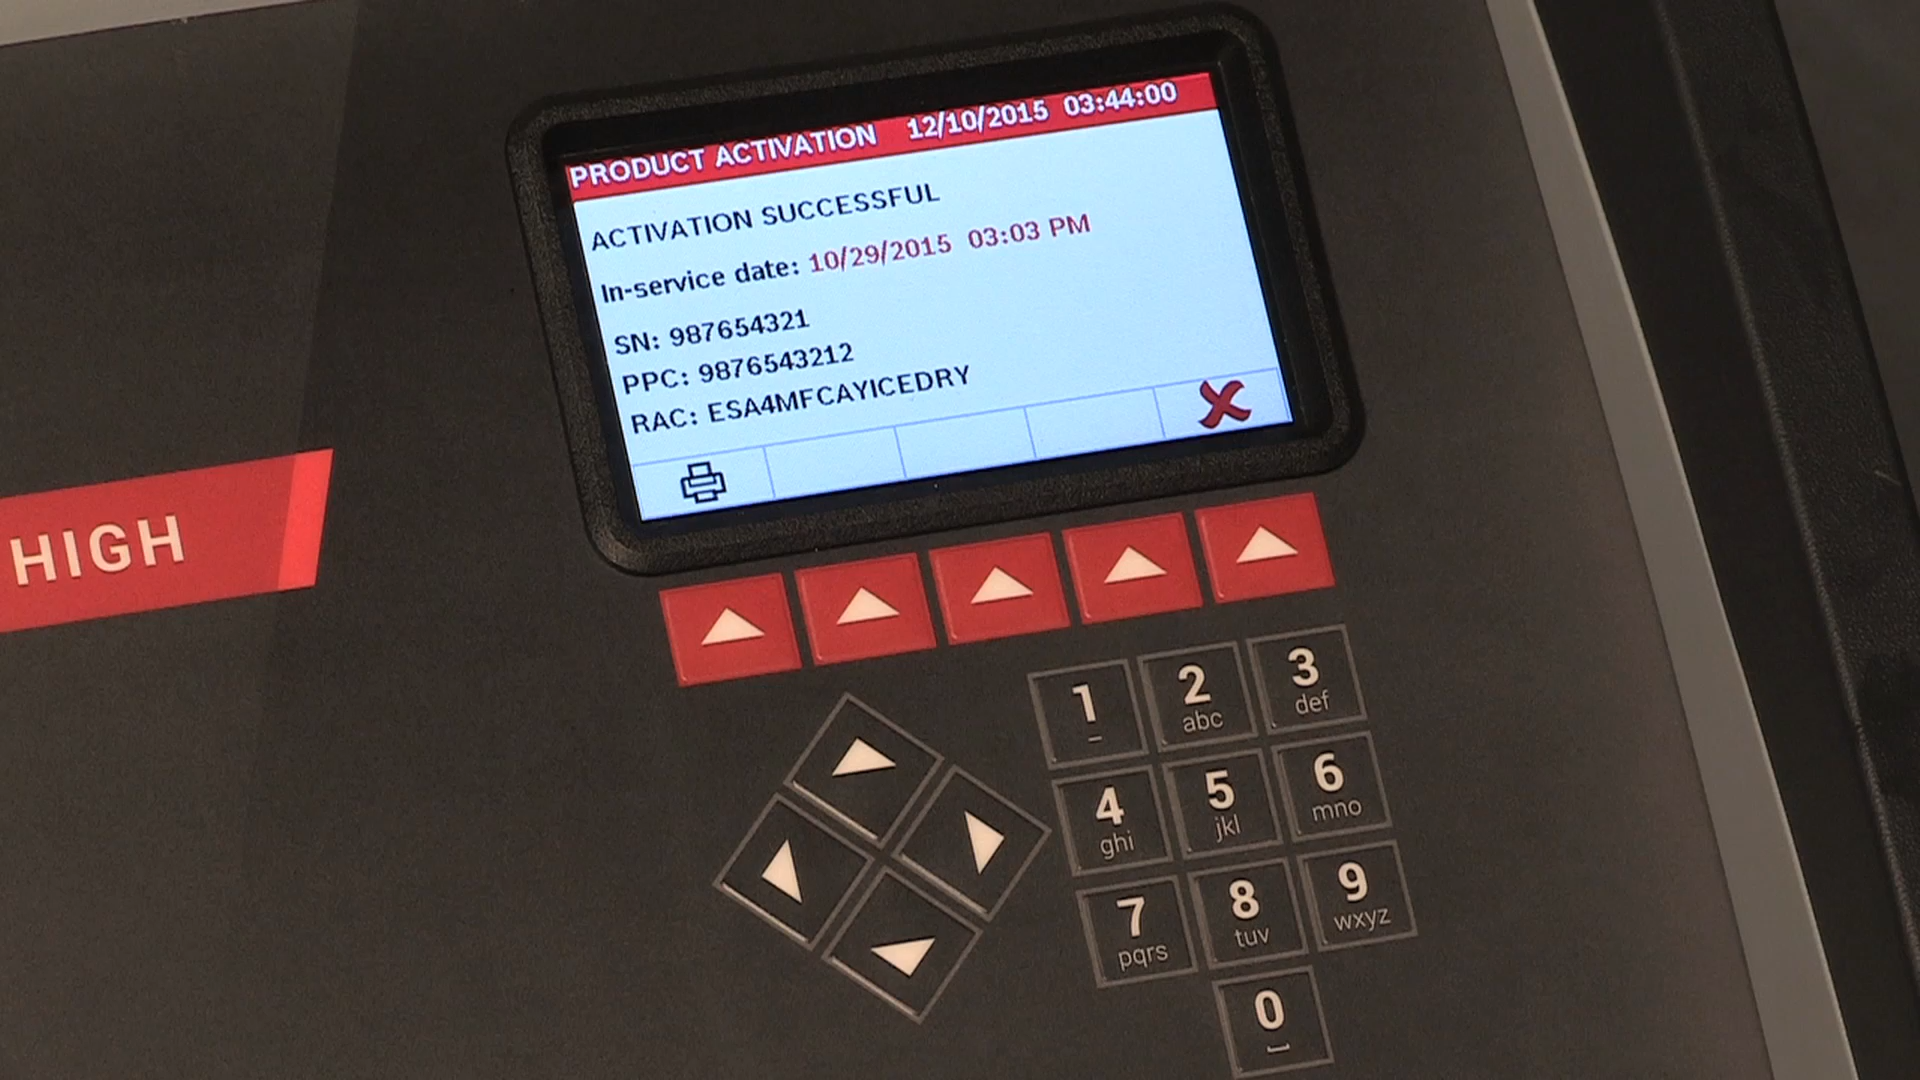 PRODUCT ACTIVATION 12/10/2015 03:44:00
ACTIVATION SUCCESSFUL
In-service date: 10/29/2015 03:03 PM
SN: 987654321
PPC: 9876543212
RAC: ESA4MFCAYICEDRY
HIGH
1 2 3
_ abc def
4 5 6
ghi jkl mno
7 8 9
pqrs tuv wxyz
0